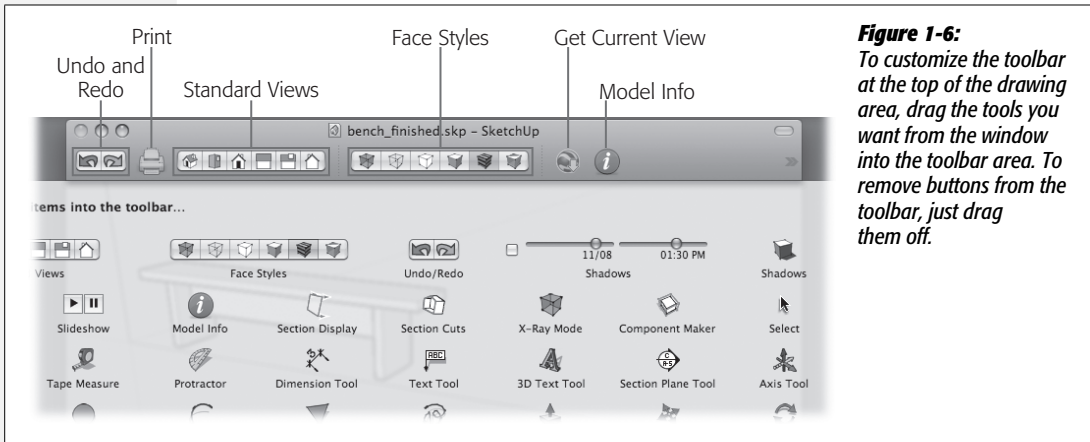 Print
Face Styles
Get Current View
Undo and
Redo
Standard Views
Model Info
bench_finished.skp – SketchUp
items into the toolbar...
Views
Face Styles
Undo/Redo
11/08
01:30 PM
Shadows
Shadows
Slideshow
Model Info
Section Display
Section Cuts
X-Ray Mode
Component Maker
Select
ABC
Tape Measure
Protractor
Dimension Tool
Text Tool
3D Text Tool
Section Plane Tool
Axis Tool
Figure 1-6:
To customize the toolbar
at the top of the drawing
area, drag the tools you
want from the window
into the toolbar area. To
remove buttons from the
toolbar, just drag
them off.